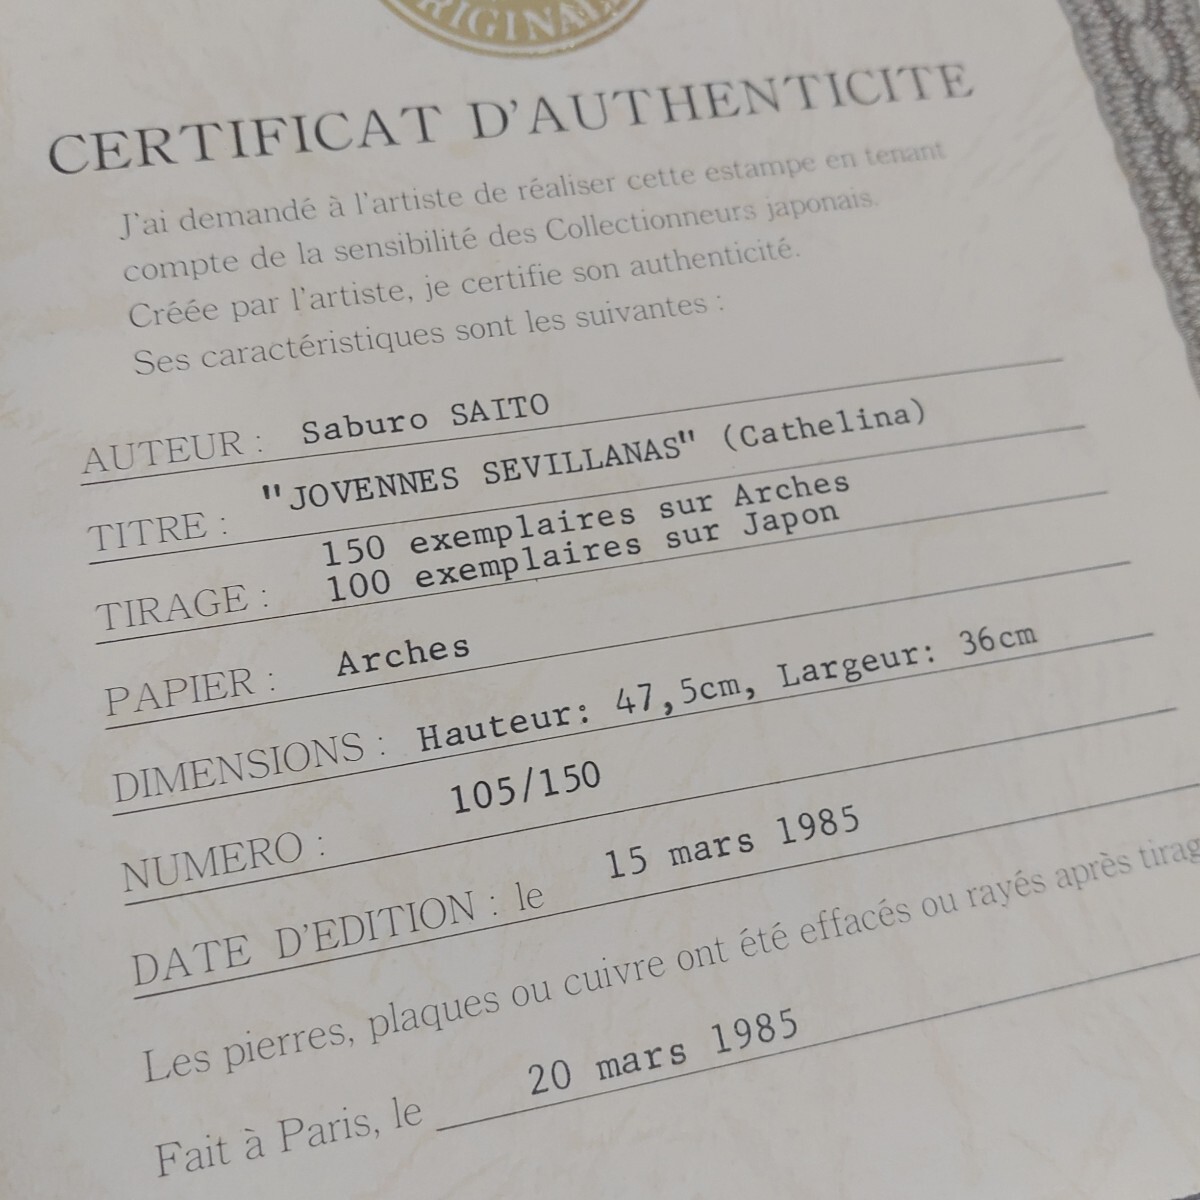 ORIGINAL
CERTIFICAT D'AUTHENTICITE
J'ai demandé à l'artiste de réaliser cette estampe en tenant
compte de la sensibilité des Collectionneurs japonais.
Créée par l'artiste, je certifie son authenticité.
Ses caractéristiques sont les suivantes :
AUTEUR : Saburo SAITO
TITRE : "JOVENNES SEVILLANAS" (Cathelina)
150 exemplaires sur Arches
TIRAGE : 100 exemplaires sur Japon
PAPIER : Arches
DIMENSIONS : Hauteur: 47,5cm, Largeur: 36cm
NUMERO : 105/150
DATE D'EDITION : le 15 mars 1985
Les pierres, plaques ou cuivre ont été effacés ou rayés après tirag
Fait à Paris, le 20 mars 1985